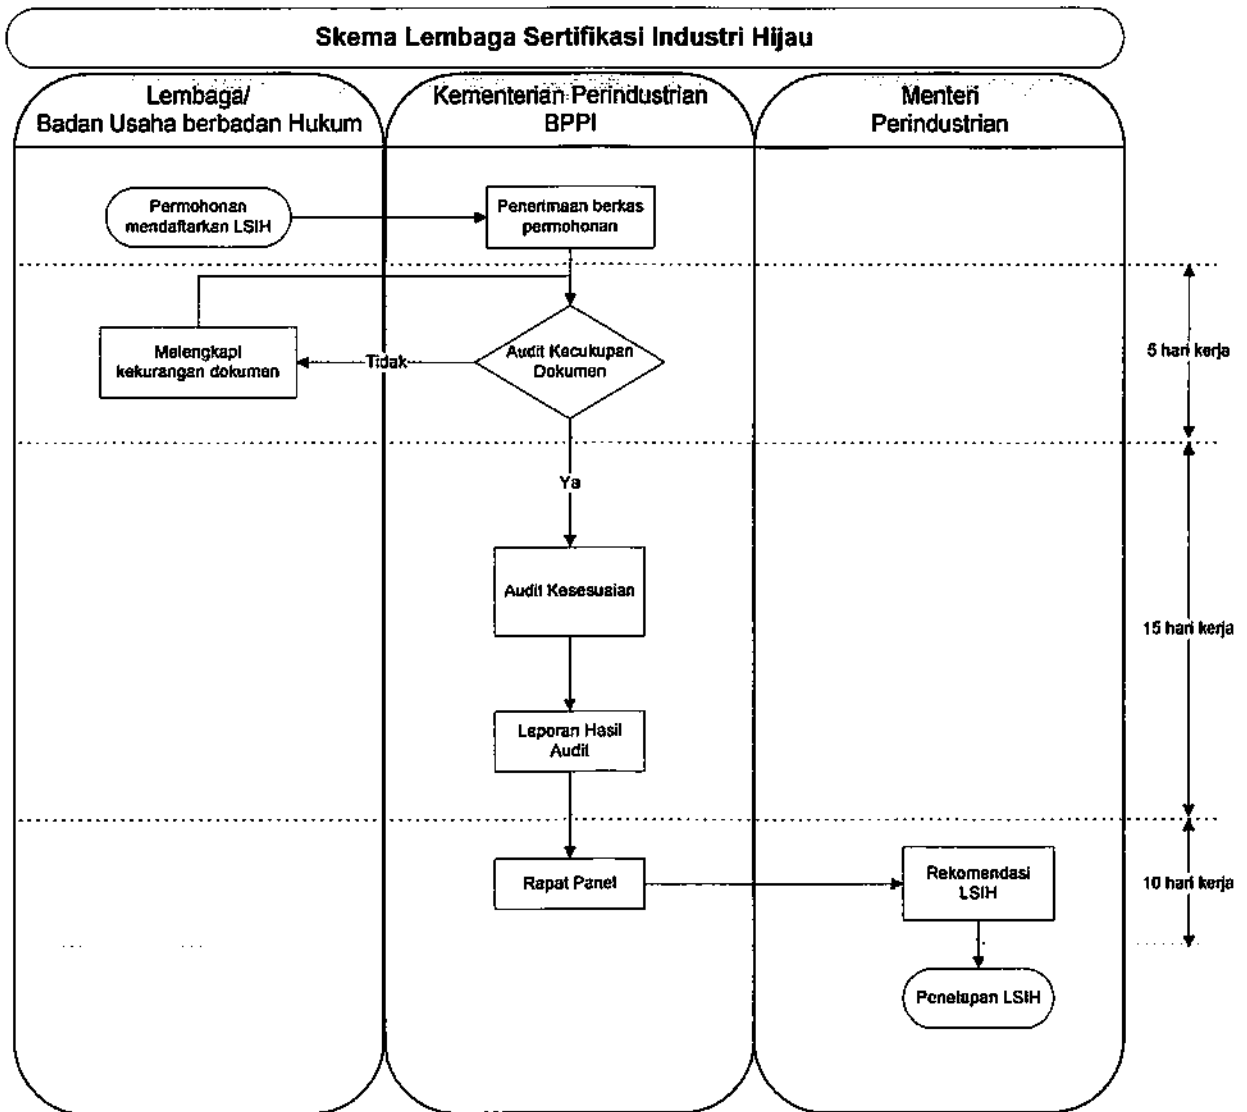 Skema Lembaga Sertifikasi Industri Hijau
Lembaga/
Badan Usaha berbadan Hukum
Kementerian Perindustrian
BPPI
Menteri
Perindustrian
Permohonan
mendaftarkan LSIH
Penerimaan berkas
permohonan
Melengkapi
kekurangan dokumen
Tidak
Audit Kecukupan
Dokumen
5 hari kerja
Ya
Audit Kesesuaian
15 hari kerja
Laporan Hasil
Audit
Rapat Panel
Rekomendasi
LSIH
10 hari kerja
Penetapan LSIH